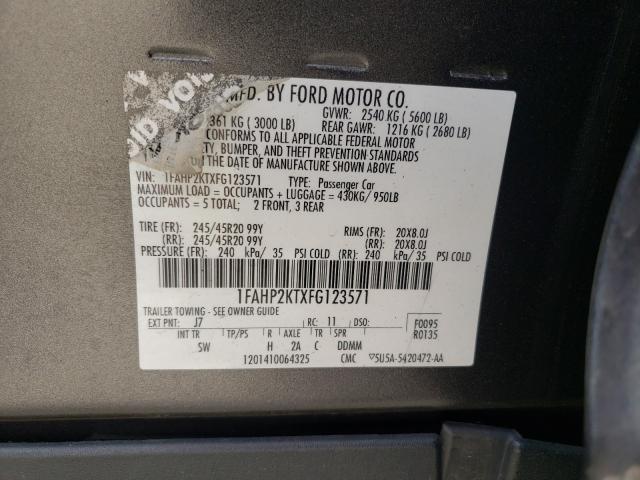 MFD. BY FORD MOTOR CO.
GVWR: 2540 KG ( 5600 LB)
1361 KG ( 3000 LB)
REAR GAWR: 1216 KG ( 2680 LB)
CONFORMS TO ALL APPLICABLE FEDERAL MOTOR
SAFETY, BUMPER, AND THEFT PREVENTION STANDARDS
ON THE DATE OF MANUFACTURE SHOWN ABOVE.
VIN: 1FAHP2KTXFG123571 TYPE: Passenger Car
MAXIMUM LOAD = OCCUPANTS + LUGGAGE = 430KG/ 950LB
OCCUPANTS = 5 TOTAL; 2 FRONT, 3 REAR
TIRE (FR): 245/45R20 99Y RIMS (FR): 20X8.0J
(RR): 245/45R20 99Y (RR): 20X8.0J
PRESSURE (FR): 240 kPa/ 35 PSI COLD (RR): 240 kPa/ 35 PSI COLD
1FAHP2KTXFG123571
TRAILER TOWING - SEE OWNER GUIDE
EXT PNT: J7 RC: 11 DSO: F0095
R0135
INT TR TP/PS R AXLE TR SPR
SW H 2A C DDMM
1201410064325 CMC ▽5U5A-5420472-AA
VOID